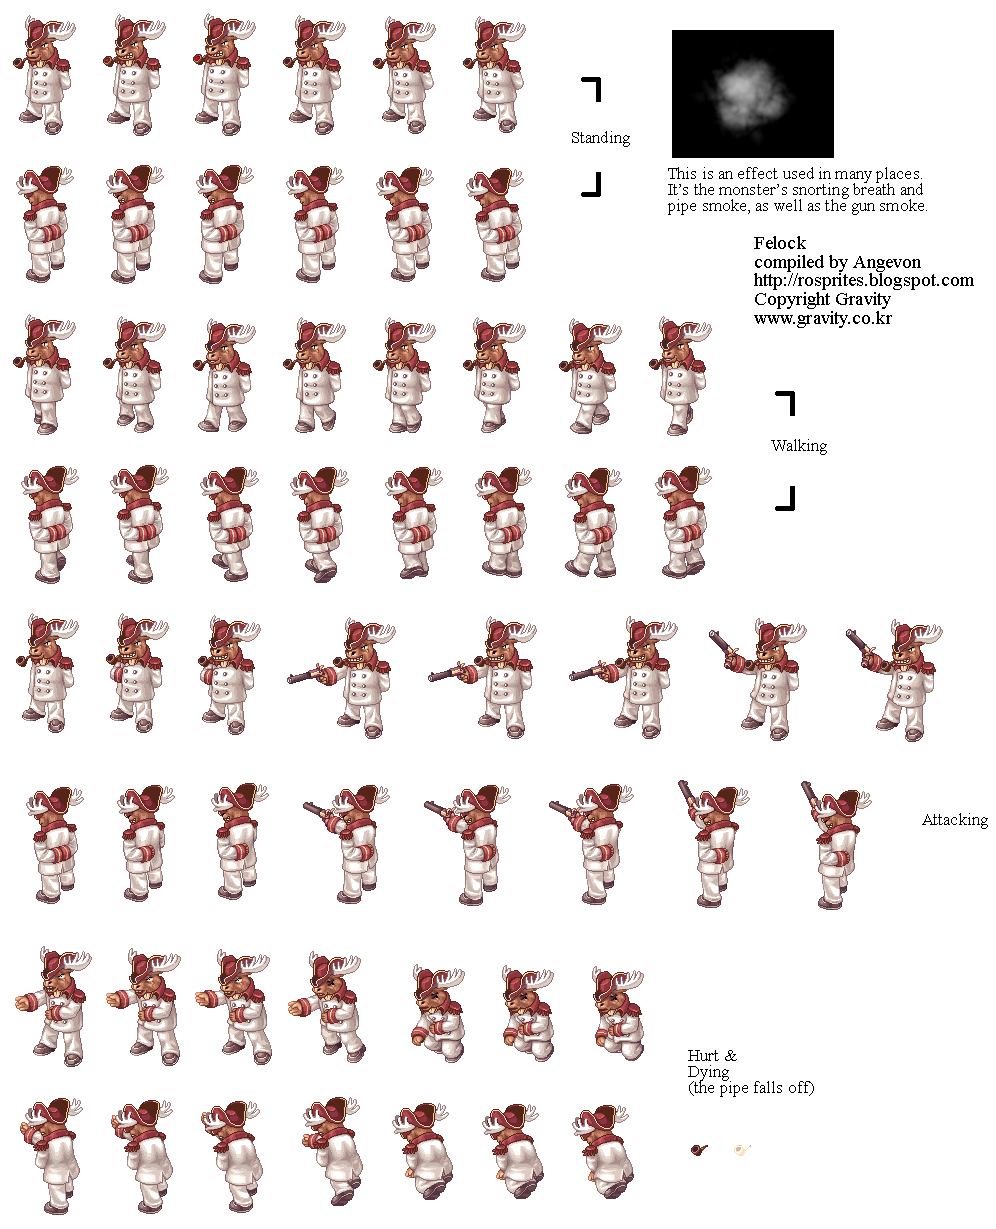 Standing
This is an effect used in many places.
It's the monster's snorting breath and
pipe smoke, as well as the gun smoke.
Felock
compiled by Angevon
http://rosprites.blogspot.com
Copyright Gravity
www.gravity.co.kr
Walking
Attacking
Hurt &
Dying
(the pipe falls off)